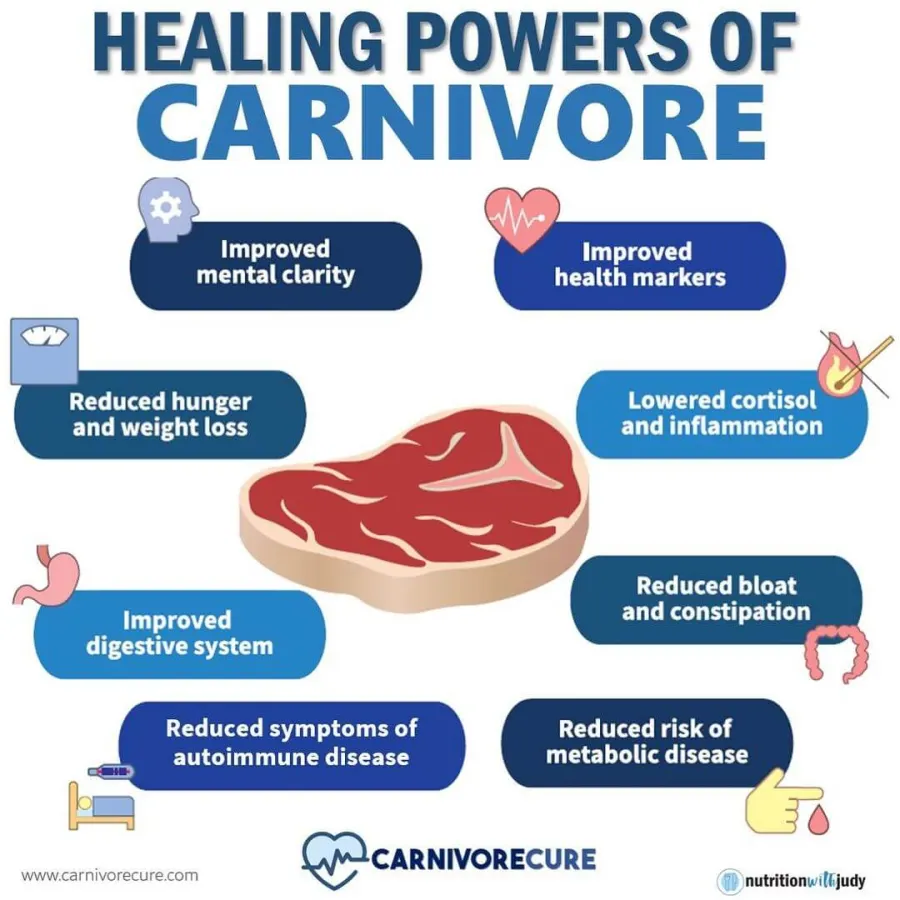 HEALING POWERS OF
CARNIVORE
Improved
mental clarity
Improved
health markers
Reduced hunger
and weight loss
Lowered cortisol
and inflammation
Improved
digestive system
Reduced bloat
and constipation
Reduced symptoms of
autoimmune disease
Reduced risk of
metabolic disease
www.carnivorecure.com
CARNIVORECURE
nutritionwithjudy